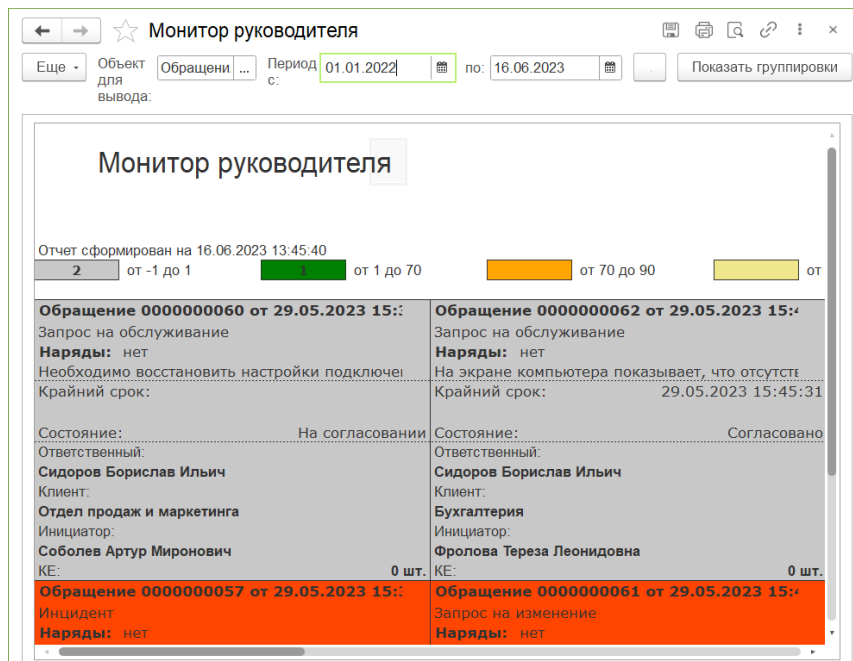 Монитор руководителя
Еще
Объект для вывода:
Обращени ...
Период с:
01.01.2022
по: 16.06.2023
Показать группировки
Монитор руководителя
Отчет сформирован на 16.06.2023 13:45:40
2 от -1 до 1 1 от 1 до 70 от 70 до 90 от
Обращение 0000000060 от 29.05.2023 15:
Запрос на обслуживание
Наряды: нет
Необходимо восстановить настройки подключе
Крайний срок:
Состояние: На согласовании
Ответственный:
Сидоров Борислав Ильич
Клиент:
Отдел продаж и маркетинга
Инициатор:
Соболев Артур Миронович
КЕ: 0 шт.
Обращение 0000000062 от 29.05.2023 15:
Запрос на обслуживание
Наряды: нет
На экране компьютера показывает, что отсутств
Крайний срок: 29.05.2023 15:45:31
Состояние: Согласовано
Ответственный:
Сидоров Борислав Ильич
Клиент:
Бухгалтерия
Инициатор:
Фролова Тереза Леонидовна
КЕ: 0 шт.
Обращение 0000000057 от 29.05.2023 15:
Инцидент
Наряды: нет
Обращение 0000000061 от 29.05.2023 15:
Запрос на изменение
Наряды: нет